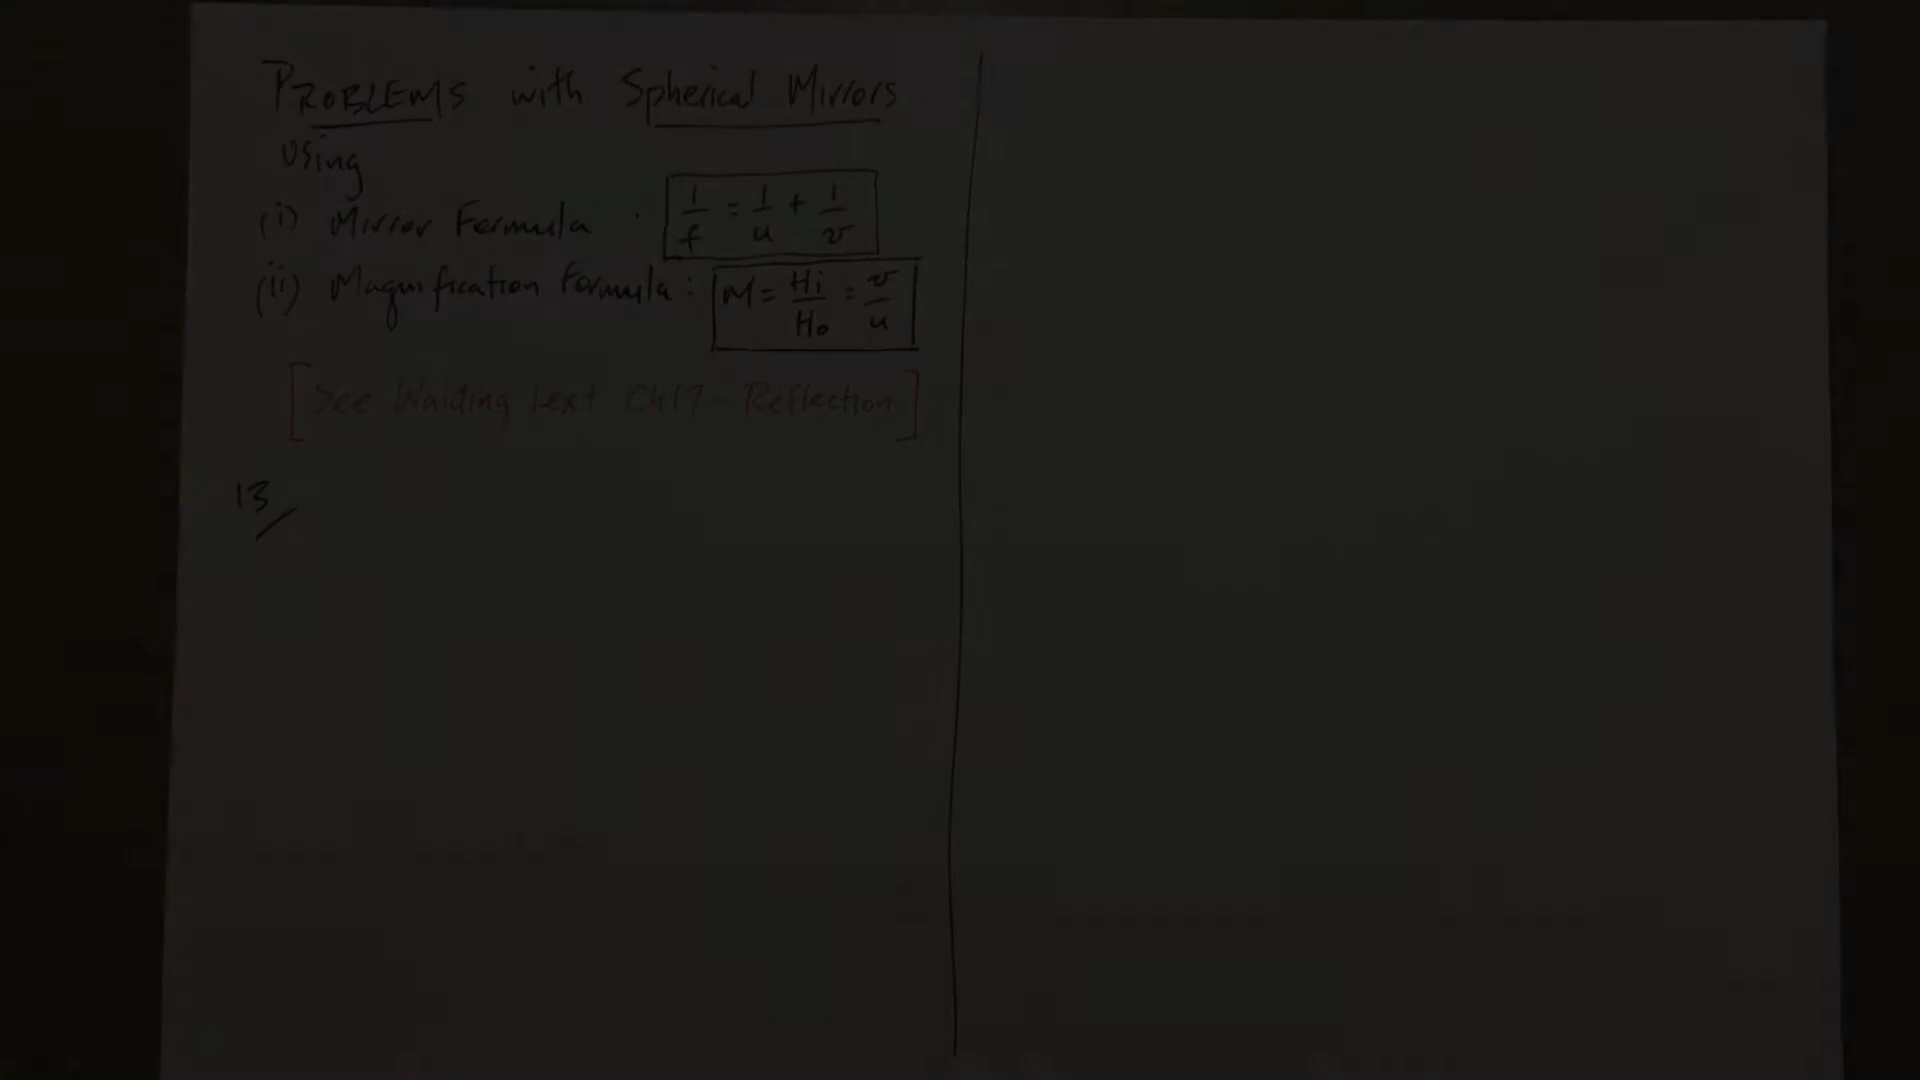 PROBLEMS with Spherical Mirrors
Using
(i) Mirror Formula : 1/f = 1/u + 1/v
(ii) Magnification Formula : M = Hi/Ho = v/u
[See Walding text Ch17 - Reflection]
13/